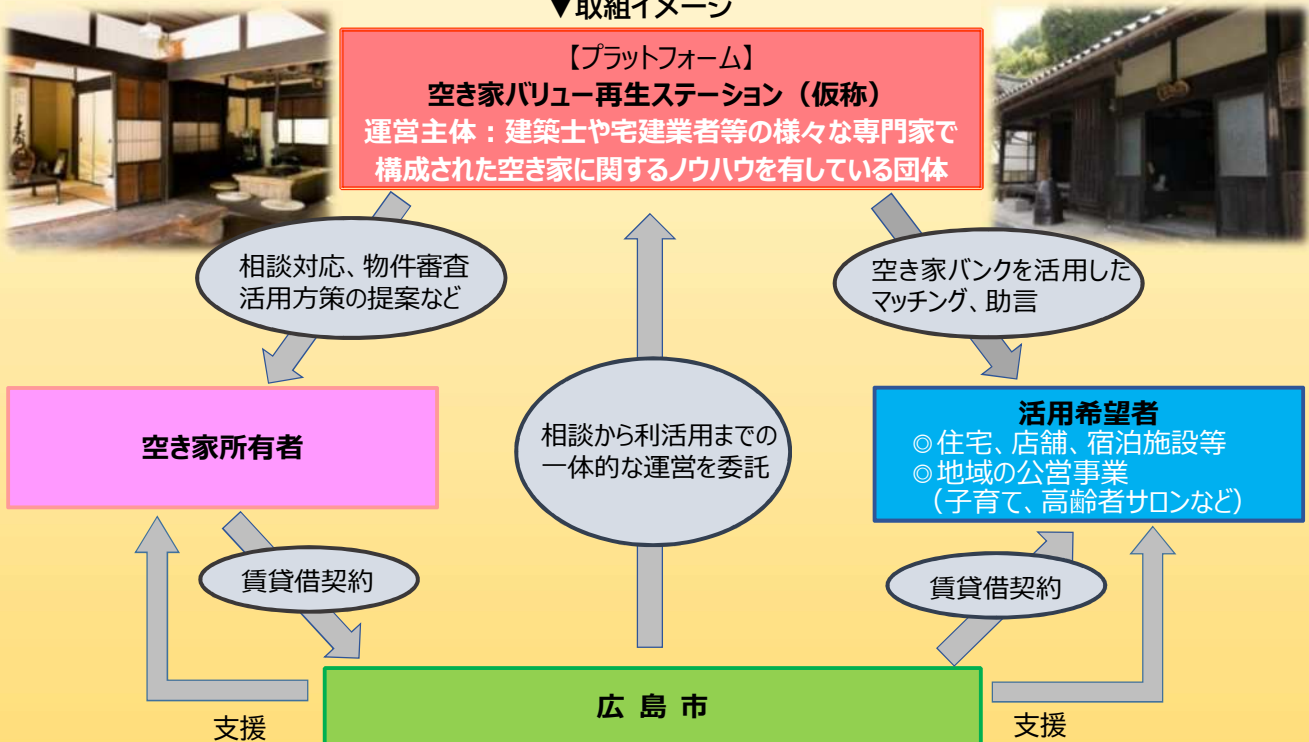 ▼取組イメージ
【プラットフォーム】
空き家バリュー再生ステーション（仮称）
運営主体：建築士や宅建業者等の様々な専門家で
構成された空き家に関するノウハウを有している団体
相談対応、物件審査
活用方策の提案など
空き家バンクを活用した
マッチング、助言
空き家所有者
相談から利活用までの
一体的な運営を委託
活用希望者
◎住宅、店舗、宿泊施設等
◎地域の公営事業
（子育て、高齢者サロンなど）
賃貸借契約
賃貸借契約
広島市
支援
支援